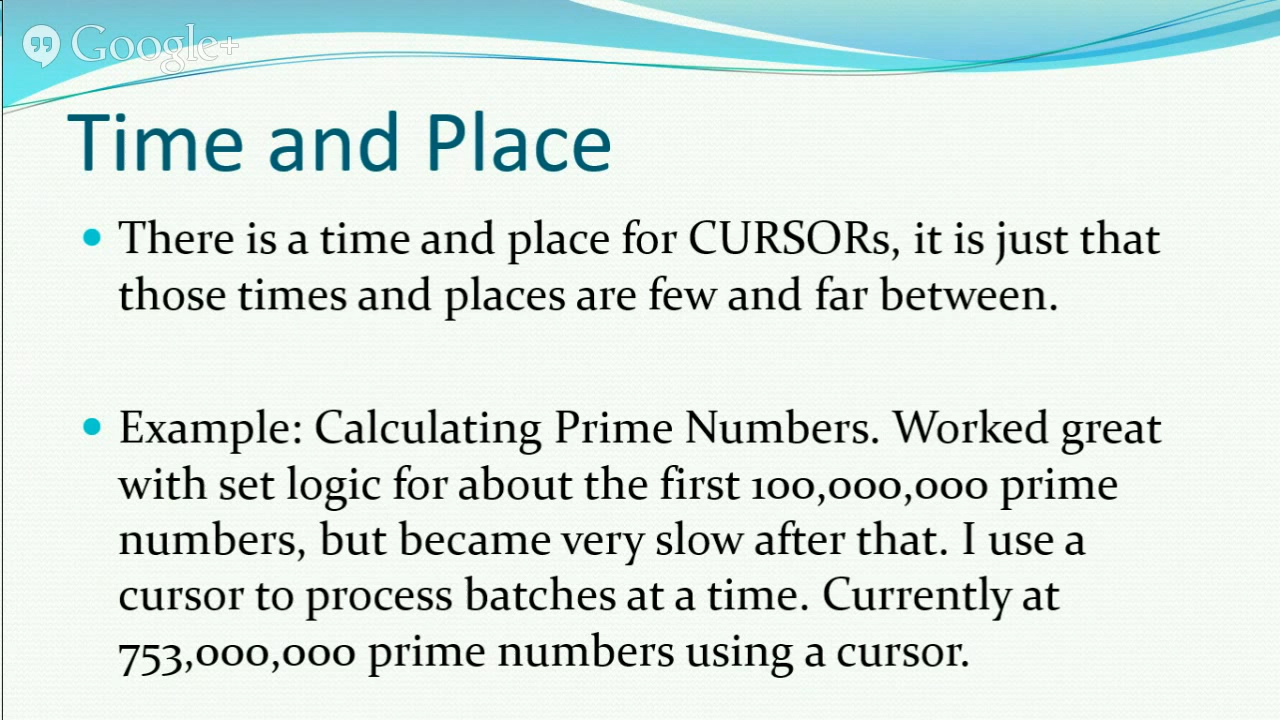 Google+
Time and Place
There is a time and place for CURSORs, it is just that
those times and places are few and far between.
Example: Calculating Prime Numbers. Worked great
with set logic for about the first 100,000,000 prime
numbers, but became very slow after that. I use a
cursor to process batches at a time. Currently at
753,000,000 prime numbers using a cursor.